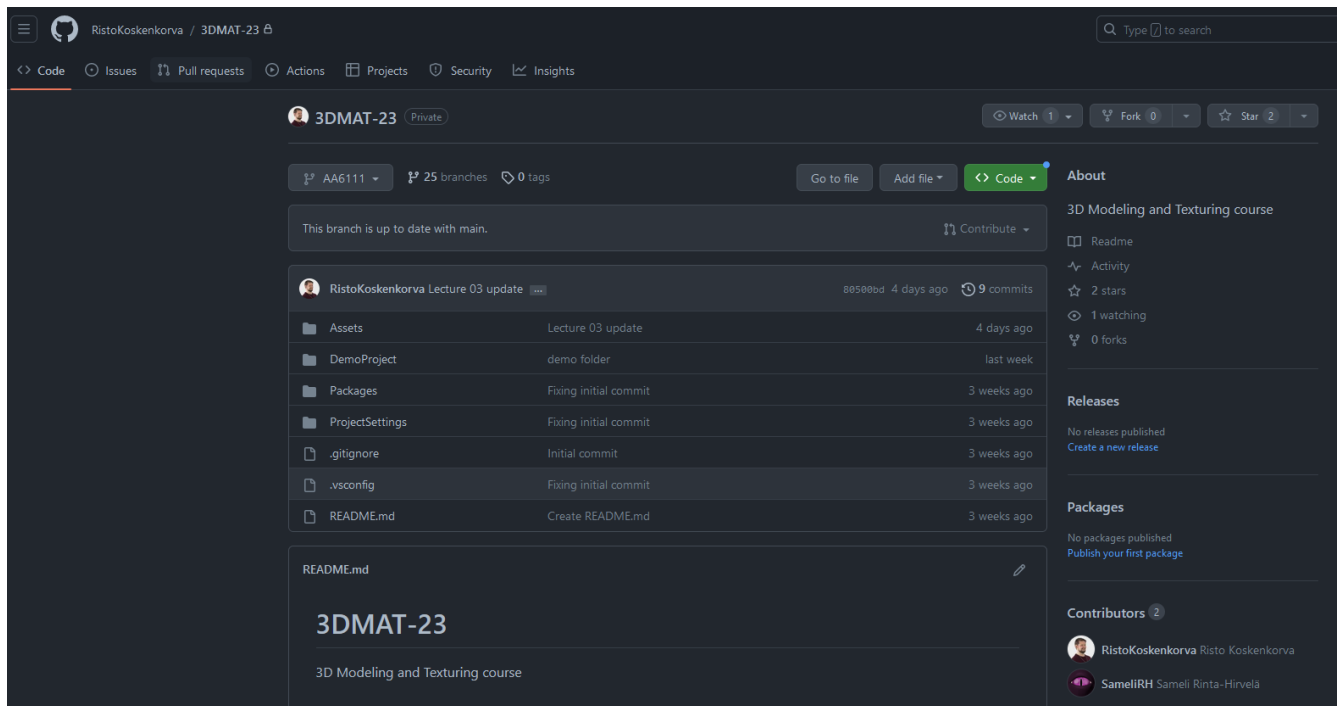 RistoKoskenkorva / 3DMAT-23
Type / to search
Code Issues Pull requests Actions Projects Security Insights
3DMAT-23 Private
Watch 1 Fork 0 Star 2
AA6111 25 branches 0 tags Go to file Add file Code
This branch is up to date with main. Contribute
RistoKoskenkorva Lecture 03 update ... 80500bd 4 days ago 9 commits
Assets Lecture 03 update 4 days ago
DemoProject demo folder last week
Packages Fixing initial commit 3 weeks ago
ProjectSettings Fixing initial commit 3 weeks ago
.gitignore Initial commit 3 weeks ago
.vsconfig Fixing initial commit 3 weeks ago
README.md Create README.md 3 weeks ago
README.md
3DMAT-23
3D Modeling and Texturing course
About
3D Modeling and Texturing course
Readme
Activity
2 stars
1 watching
0 forks
Releases
No releases published
Create a new release
Packages
No packages published
Publish your first package
Contributors 2
RistoKoskenkorva Risto Koskenkorva
SameliRH Sameli Rinta-Hirvelä